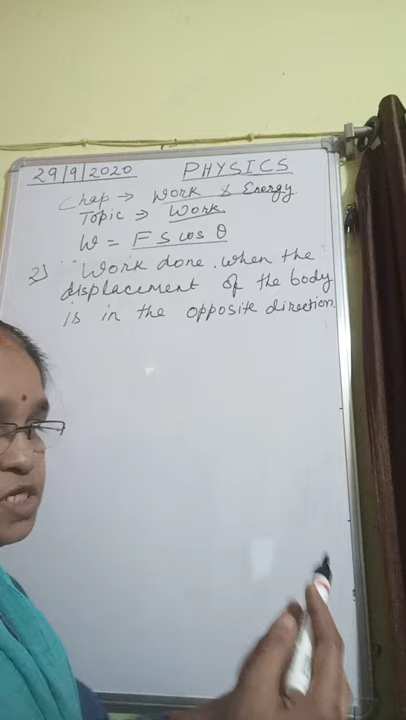 29/9/2020 PHYSICS
Chap → Work & Energy
Topic → Work
W = F S cos θ
2) Work done when the
displacement of the body
is in the opposite direction.